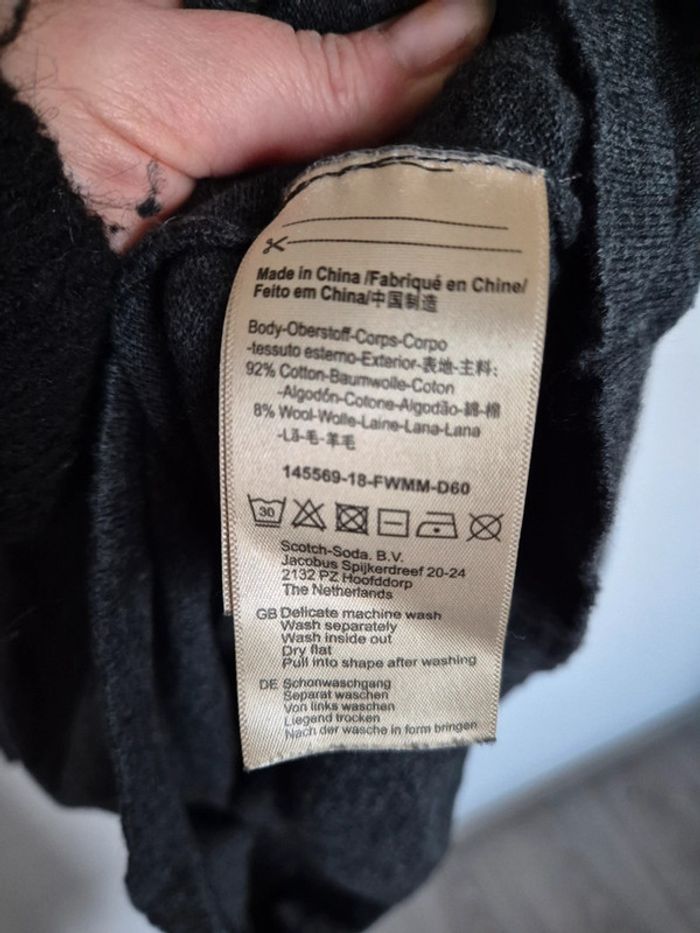 Made in China /Fabriqué en Chine/
Feito em China/中国制造
Body-Oberstoff-Corps-Corpo
-tessuto esterno-Exterior-表地-主料:
92% Cotton-Baumwolle-Coton
-Algodón-Cotone-Algodão-綿-棉
8% Wool-Wolle-Laine-Lana-Lana
-Lã-毛-羊毛
145569-18-FWMM-D60
30
Scotch-Soda. B.V.
Jacobus Spijkerdreef 20-24
2132 PZ Hoofddorp
The Netherlands
GB Delicate machine wash
Wash separately
Wash inside out
Dry flat
Pull into shape after washing
DE Schonwaschgang
Separat waschen
Von links waschen
Liegend trocken
Nach der wasche in form bringen